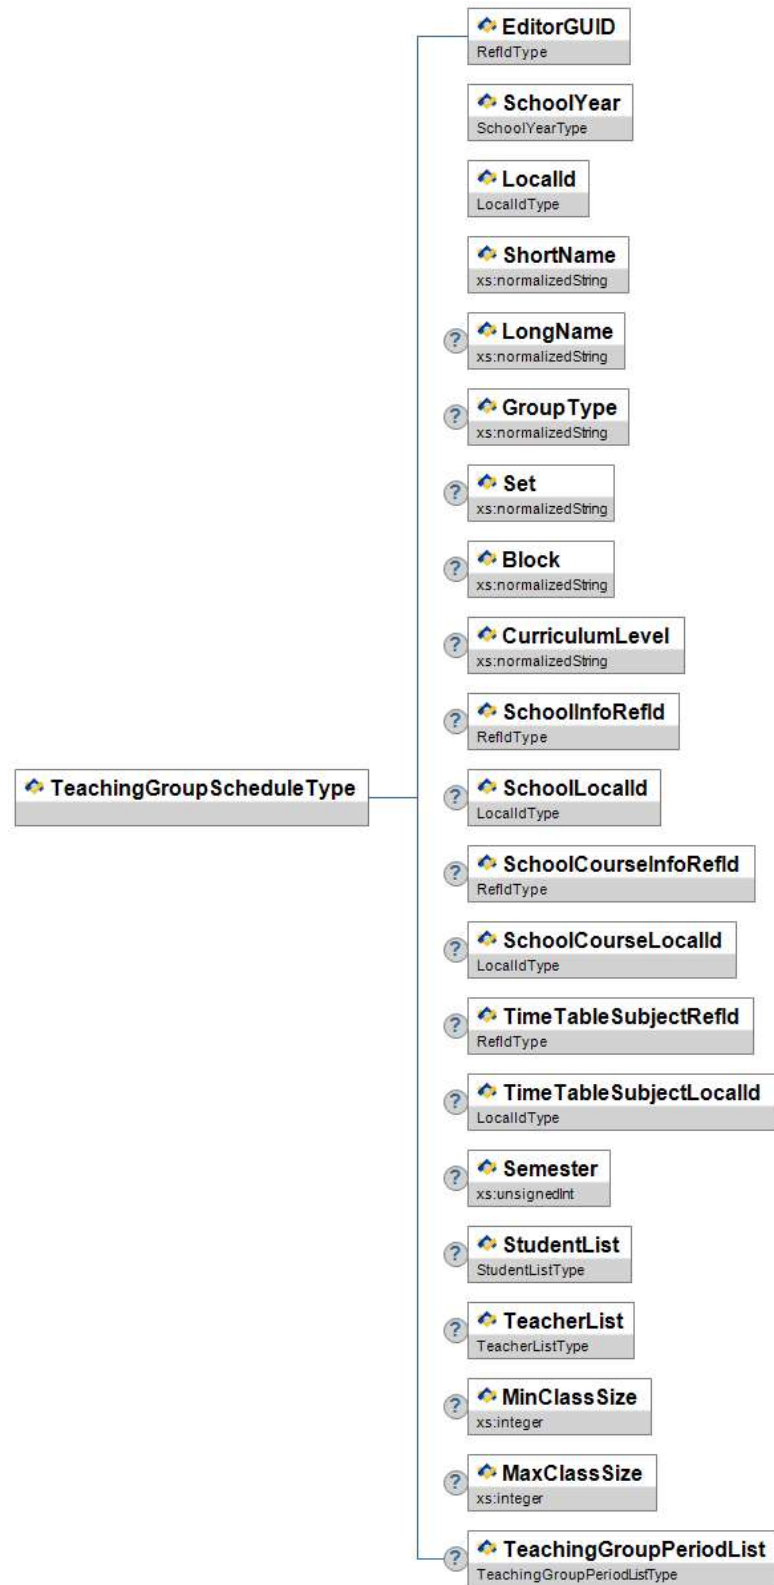 EditorGUID
RefIdType
SchoolYear
SchoolYearType
LocalId
LocalIdType
ShortName
xs:normalizedString
?
LongName
xs:normalizedString
?
GroupType
xs:normalizedString
?
Set
xs:normalizedString
?
Block
xs:normalizedString
?
CurriculumLevel
xs:normalizedString
?
SchoolInfoRefId
RefIdType
TeachingGroupScheduleType
?
SchoolLocalId
LocalIdType
?
SchoolCourseInfoRefId
RefIdType
?
SchoolCourseLocalId
LocalIdType
?
TimeTableSubjectRefId
RefIdType
?
TimeTableSubjectLocalId
LocalIdType
?
Semester
xs:unsignedInt
?
StudentList
StudentListType
?
TeacherList
TeacherListType
?
MinClassSize
xs:integer
?
MaxClassSize
xs:integer
?
TeachingGroupPeriodList
TeachingGroupPeriodListType